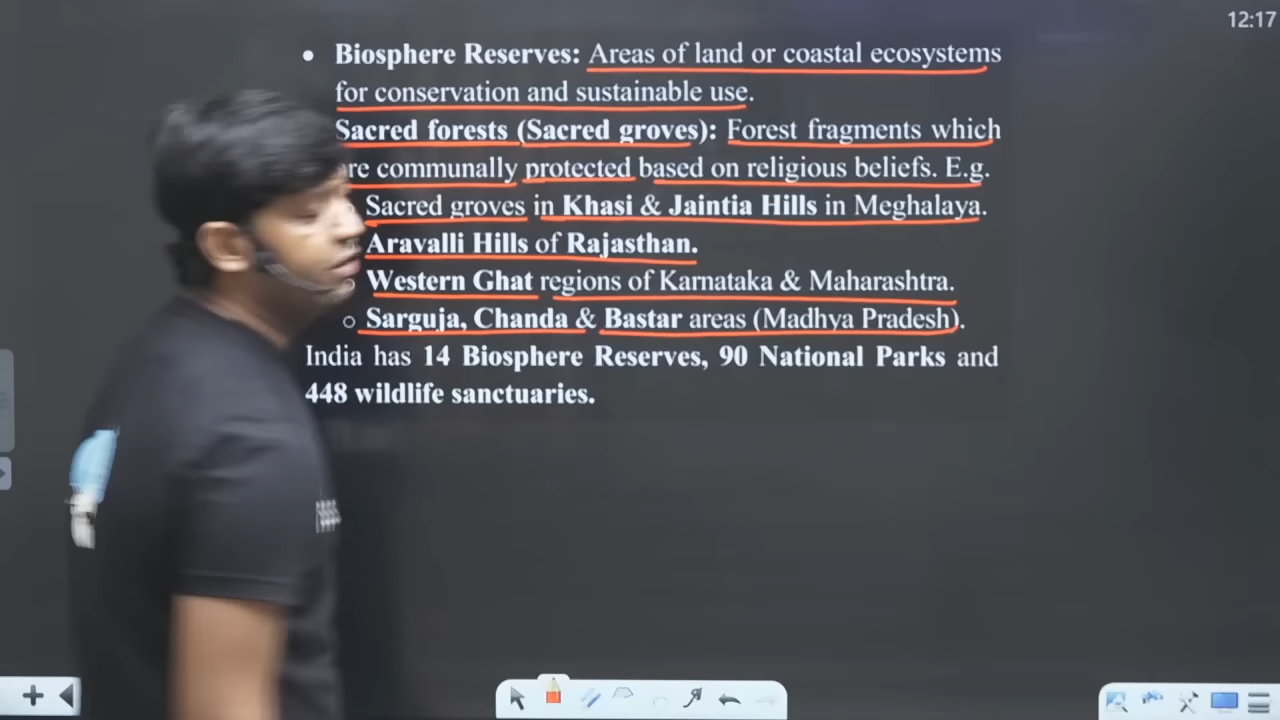 12:17
• Biosphere Reserves: Areas of land or coastal ecosystems
for conservation and sustainable use.
Sacred forests (Sacred groves): Forest fragments which
re communally protected based on religious beliefs. E.g.
Sacred groves in Khasi & Jaintia Hills in Meghalaya.
Aravalli Hills of Rajasthan.
Western Ghat regions of Karnataka & Maharashtra.
○ Sarguja, Chanda & Bastar areas (Madhya Pradesh).
India has 14 Biosphere Reserves, 90 National Parks and
448 wildlife sanctuaries.